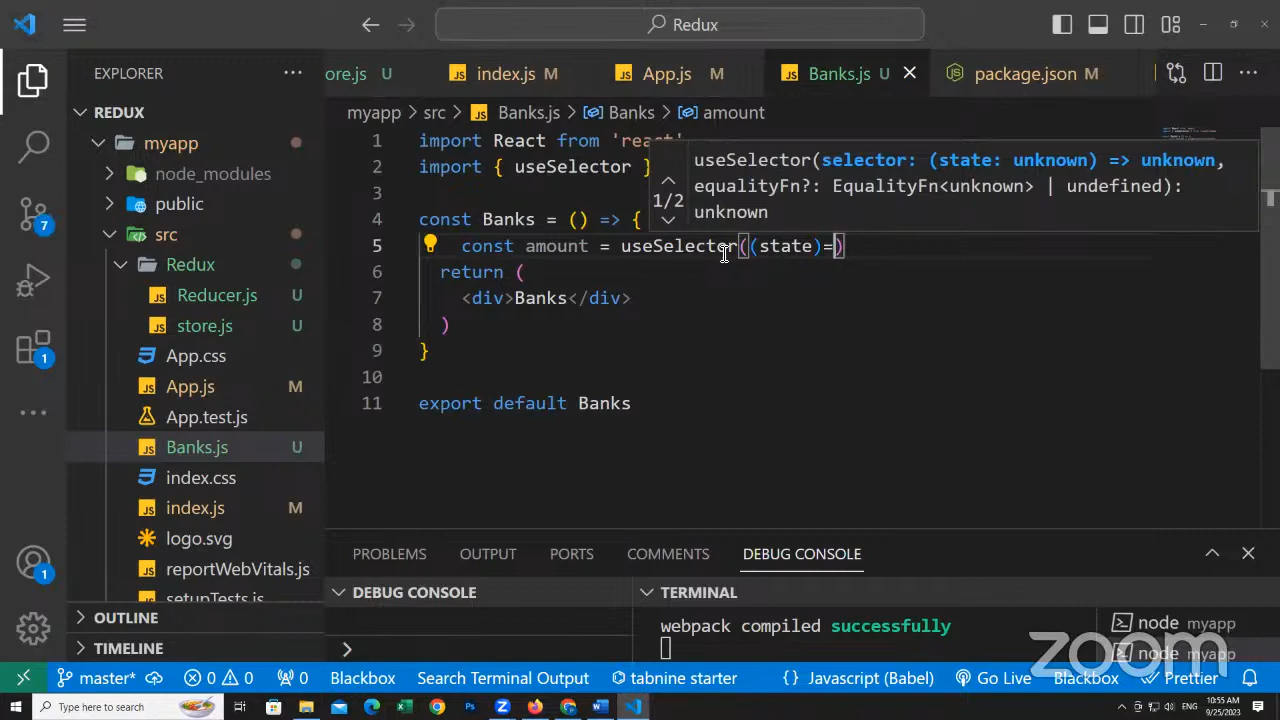 Redux
EXPLORER
ore.js U
index.js M
App.js M
Banks.js U
package.json M
REDUX
myapp
node_modules
public
src
Redux
Reducer.js U
store.js U
App.css
App.js M
App.test.js
Banks.js U
index.css
index.js M
logo.svg
reportWebVitals.js
setupTests.js
OUTLINE
TIMELINE
7
1
1
myapp > src > Banks.js > Banks > amount
1 import React from 'react'
2 import { useSelector }
3
4 const Banks = () => {
5 const amount = useSelector((state)=)
6 return (
7 <div>Banks</div>
8 )
9 }
10
11 export default Banks
1/2
useSelector(selector: (state: unknown) => unknown,
equalityFn?: EqualityFn<unknown> | undefined):
unknown
PROBLEMS OUTPUT PORTS COMMENTS DEBUG CONSOLE
DEBUG CONSOLE
>
TERMINAL
webpack compiled successfully
node myapp
node myapp
zoom
master* 0 0 0 Blackbox Search Terminal Output tabnine starter {} Javascript (Babel) Go Live Blackbox Prettier
Type here to search
ENG
10:55 AM
9/25/2023